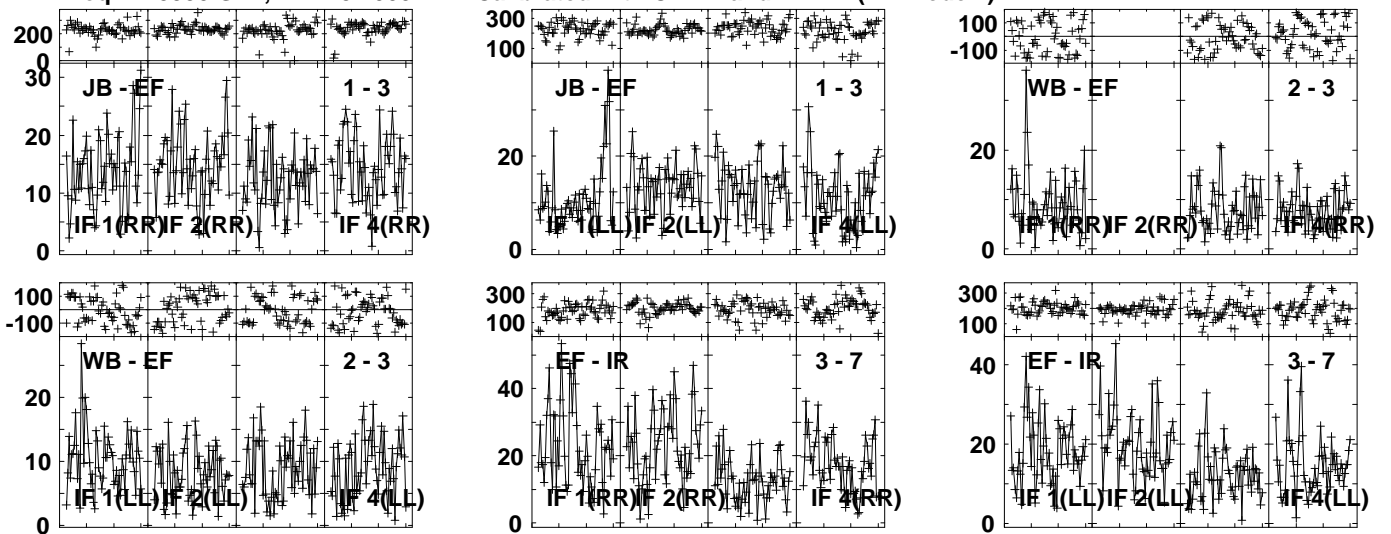 200 300 100
0 100 -100
30 JB - EF 1 - 3 JB - EF 1 - 3 WB - EF 2 - 3
20 20 20
10
IF 1(RR) IF 2(RR) IF 4(RR) IF 1(LL) IF 2(LL) IF 4(LL) IF 1(RR) IF 2(RR) IF 4(RR)
0 0 0
100 300 300
-100 100 100
WB - EF 2 - 3 EF - IR 3 - 7 EF - IR 3 - 7
20 40 40
10 20 20
IF 1(LL) IF 2(LL) IF 4(LL) IF 1(RR) IF 2(RR) IF 4(RR) IF 1(LL) IF 2(LL) IF 4(LL)
0 0 0